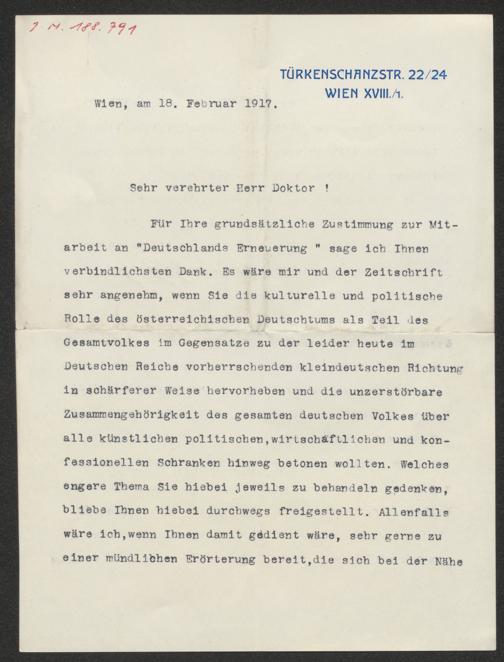 J. N. 188.791
TÜRKENSCHANZSTR. 22/24
WIEN XVIII./1.
Wien, am 18. Februar 1917.
Sehr verehrter Herr Doktor !
Für Ihre grundsätzliche Zustimmung zur Mit-
arbeit an "Deutschlands Erneuerung " sage ich Ihnen
verbindlichsten Dank. Es wäre mir und der Zeitschrift
sehr angenehm, wenn Sie die kulturelle und politische
Rolle des österreichischen Deutschtums als Teil des
Gesamtvolkes im Gegensatze zu der leider heute im
Deutschen Reiche vorherrschenden kleindeutschen Richtung
in schärferer Weise hervorheben und die unzerstörbare
Zusammengehörigkeit des gesamten deutschen Volkes über
alle künstlichen politischen,wirtschaftlichen und kon-
fessionellen Schranken hinweg betonen wollten. Welches
engere Thema Sie hiebei jeweils zu behandeln gedenken,
bliebe Ihnen hiebei durchwegs freigestellt. Allenfalls
wäre ich,wenn Ihnen damit gedient wäre, sehr gerne zu
einer mündlichen Erörterung bereit,die sich bei der Nähe